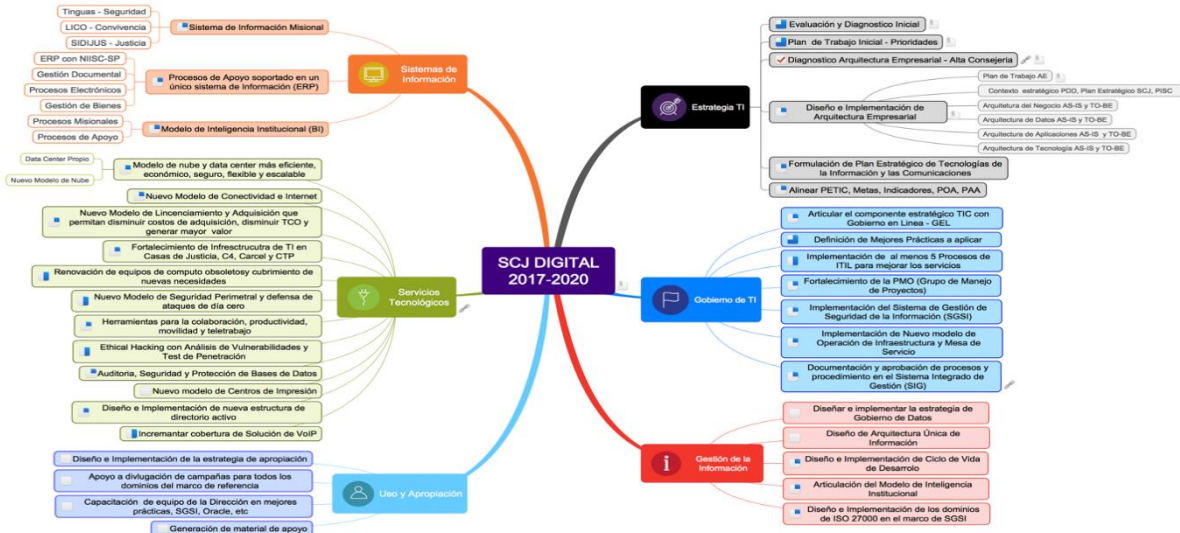 SCJ DIGITAL
2017-2020
Estrategia TI
Evaluación y Diagnostico Inicial
Plan de Trabajo Inicial - Prioridades
Diagnostico Arquitectura Empresarial - Alta Consejeria
Diseño e Implementación de
Arquitectura Empresarial
Plan de Trabajo AE
Contexto estratégico PDD, Plan Estratégico SCJ, PISC
Arquitetura del Negocio AS-IS y TO-BE
Arquitectura de Datos AS-IS y TO-BE
Arquitectura de Aplicaciones AS-IS y TO-BE
Arquitectura de Tecnología AS-IS y TO-BE
Formulación de Plan Estratégico de Tecnologías de
la Información y las Comunicaciones
Alinear PETIC, Metas, Indicadores, POA, PAA
Gobierno de TI
Articular el componente estratégico TIC con
Gobierno en Linea - GEL
Definición de Mejores Prácticas a aplicar
Implementación de al menos 5 Procesos de
ITIL para mejorar los servicios
Fortalecimiento de la PMO (Grupo de Manejo
de Proyectos)
Implementación del Sistema de Gestión de
Seguridad de la Información (SGSI)
Implementación de Nuevo modelo de
Operación de Infraestructura y Mesa de
Servicio
Documentación y aprobación de procesos y
procedimiento en el Sistema Integrado de
Gestión (SIG)
Gestión de la
Información
Diseñar e implementar la estrategia de
Gobierno de Datos
Diseño de Arquitectura Única de
Información
Diseño e Implementación de Ciclo de Vida
de Desarrolo
Articulación del Modelo de Inteligencia
Institucional
Diseño e Implementación de los dominios
de ISO 27000 en el marco de SGSI
Sistemas de
Información
Sistema de Información Misional
Tinguas - Seguridad
LICO - Convivencia
SIDIJUS - Justicia
Procesos de Apoyo soportado en un
único sistema de Información (ERP)
ERP con NIISC-SP
Gestión Documental
Procesos Electrónicos
Gestión de Bienes
Modelo de Inteligencia Institucional (BI)
Procesos Misionales
Procesos de Apoyo
Servicios
Tecnológicos
Modelo de nube y data center más eficiente,
económico, seguro, flexible y escalable
Data Center Propio
Nuevo Modelo de Nube
Nuevo Modelo de Conectividad e Internet
Nuevo Modelo de Lincenciamiento y Adquisición que
permitan disminuir costos de adquisición, disminuir TCO y
generar mayor valor
Fortalecimiento de Infresctrucutra de TI en
Casas de Justicia, C4, Carcel y CTP
Renovación de equipos de computo obsoletosy cubrimiento de
nuevas necesidades
Nuevo Modelo de Seguridad Perimetral y defensa de
ataques de día cero
Herramientas para la colaboración, productividad,
movilidad y teletrabajo
Ethical Hacking con Análisis de Vulnerabilidades y
Test de Penetración
Auditoria, Seguridad y Protección de Bases de Datos
Nuevo modelo de Centros de Impresión
Diseño e Implementación de nueva estructura de
directorio activo
Incremantar cobertura de Solución de VoIP
Uso y Apropiación
Diseño e Implementación de la estrategia de apropiación
Apoyo a divlugación de campañas para todos los
dominios del marco de referencia
Capacitación de equipo de la Dirección en mejores
prácticas, SGSI, Oracle, etc
Generación de material de apoyo